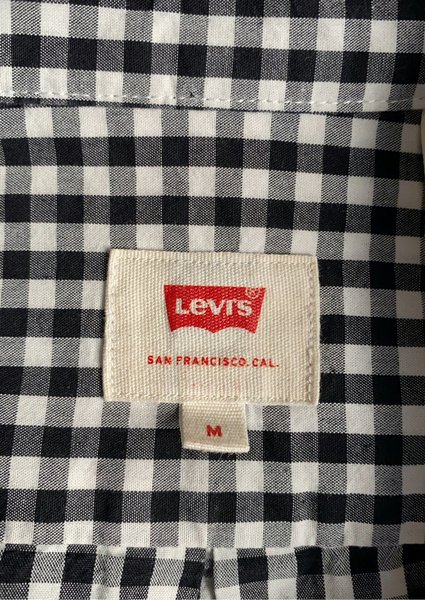 Levi's®
SAN FRANCISCO, CAL.
M